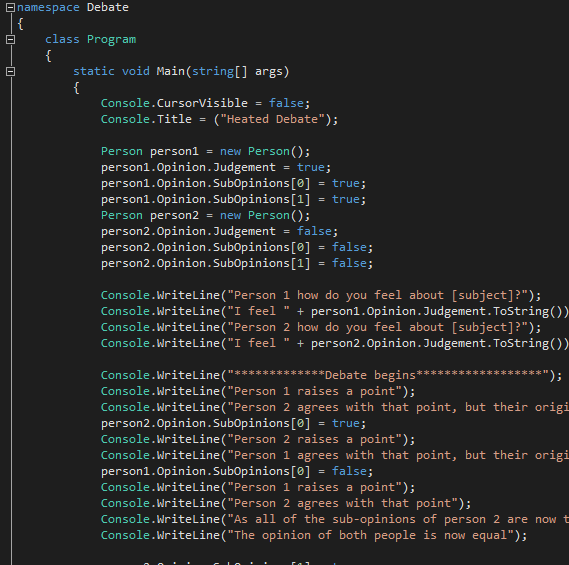 namespace Debate
{
class Program
{
static void Main(string[] args)
{
Console.CursorVisible = false;
Console.Title = ("Heated Debate");
Person person1 = new Person();
person1.Opinion.Judgement = true;
person1.Opinion.SubOpinions[0] = true;
person1.Opinion.SubOpinions[1] = true;
Person person2 = new Person();
person2.Opinion.Judgement = false;
person2.Opinion.SubOpinions[0] = false;
person2.Opinion.SubOpinions[1] = false;
Console.WriteLine("Person 1 how do you feel about [subject]?");
Console.WriteLine("I feel " + person1.Opinion.Judgement.ToString())
Console.WriteLine("Person 2 how do you feel about [subject]?");
Console.WriteLine("I feel " + person2.Opinion.Judgement.ToString())
Console.WriteLine("*************Debate begins******************");
Console.WriteLine("Person 1 raises a point");
Console.WriteLine("Person 2 agrees with that point, but their origi
person2.Opinion.SubOpinions[0] = true;
Console.WriteLine("Person 2 raises a point");
Console.WriteLine("Person 1 agrees with that point, but their origi
person1.Opinion.SubOpinions[0] = false;
Console.WriteLine("Person 1 raises a point");
Console.WriteLine("Person 2 agrees with that point");
Console.WriteLine("As all of the sub-opinions of person 2 are now t
Console.WriteLine("The opinion of both people is now equal");